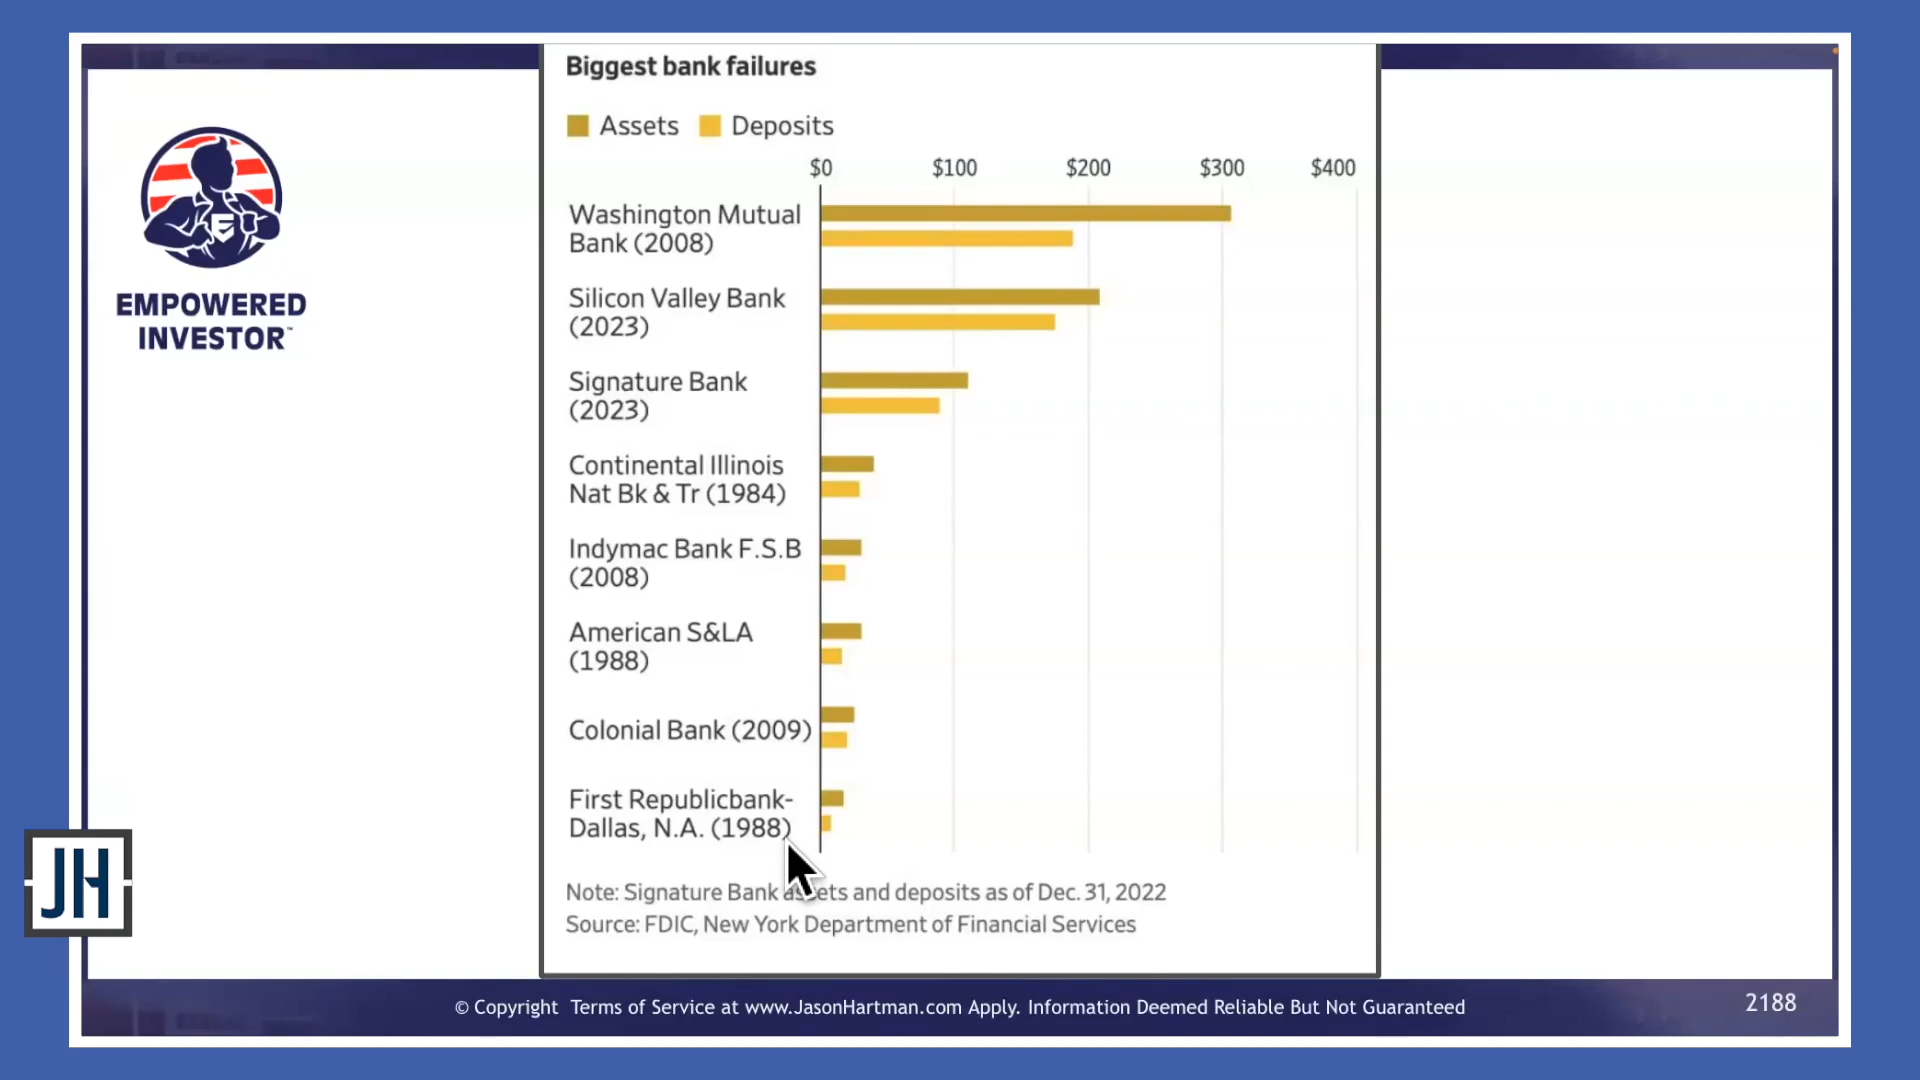 Biggest bank failures
Assets Deposits
$0 $100 $200 $300 $400
Washington Mutual
Bank (2008)
Silicon Valley Bank
(2023)
Signature Bank
(2023)
Continental Illinois
Nat Bk & Tr (1984)
Indymac Bank F.S.B
(2008)
American S&LA
(1988)
Colonial Bank (2009)
First Republicbank-
Dallas, N.A. (1988)
Note: Signature Bank assets and deposits as of Dec. 31, 2022
Source: FDIC, New York Department of Financial Services
EMPOWERED
INVESTOR™
JH
© Copyright Terms of Service at www.JasonHartman.com Apply. Information Deemed Reliable But Not Guaranteed
2188